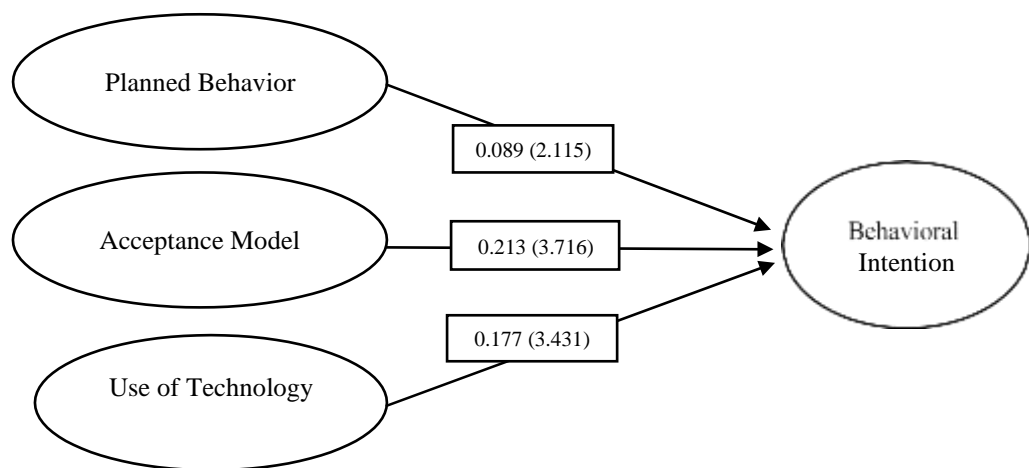 Planned Behavior
0.089 (2.115)
Acceptance Model
0.213 (3.716)
Behavioral
Intention
0.177 (3.431)
Use of Technology